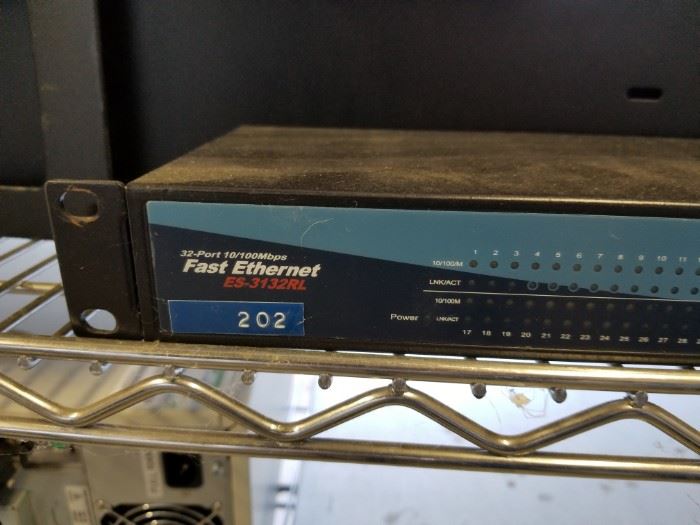 32-Port 10/100Mbps
Fast Ethernet
ES-3132RL
202
1 2 3 4 5 6 7 8 9 10 11
10/100/M
LNK/ACT
10/100M
Power LNK/ACT
17 18 19 20 21 22 23 24 25 26 27 28